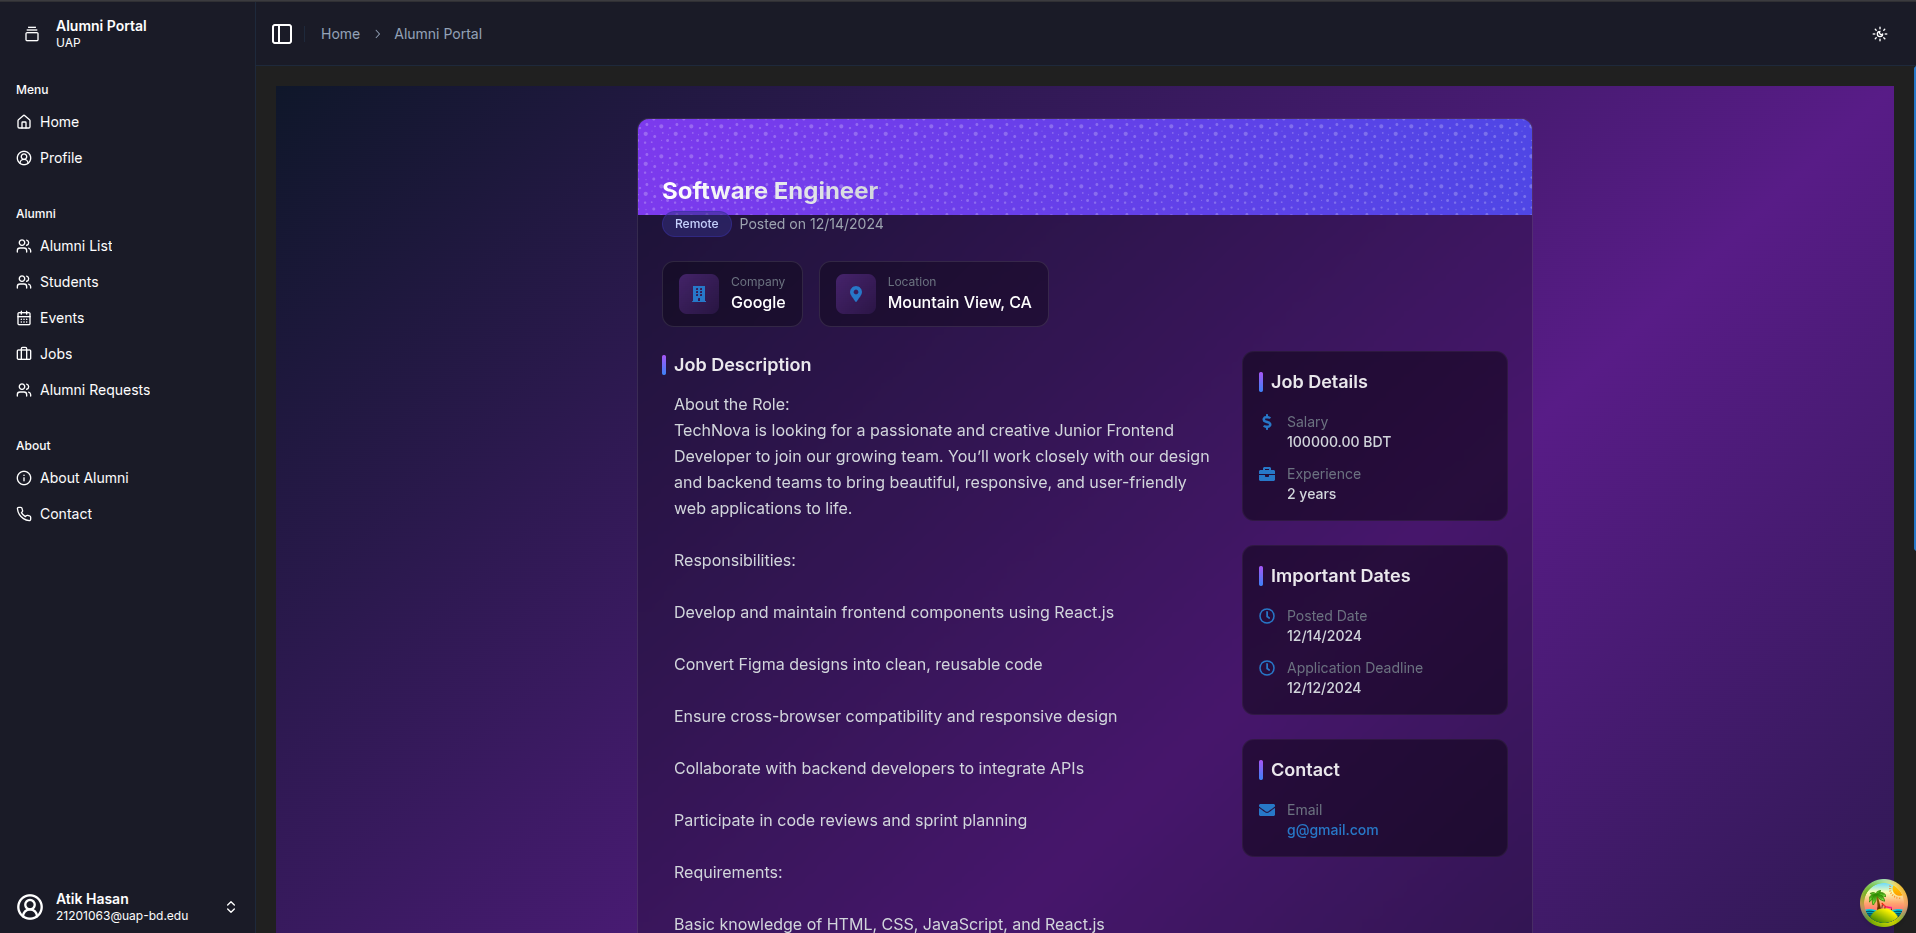 Alumni Portal
UAP
Menu
Home
Profile
Alumni
Alumni List
Students
Events
Jobs
Alumni Requests
About
About Alumni
Contact
Atik Hasan
21201063@uap-bd.edu
Home > Alumni Portal
Software Engineer
Remote Posted on 12/14/2024
Company
Google
Location
Mountain View, CA
Job Description
About the Role:
TechNova is looking for a passionate and creative Junior Frontend
Developer to join our growing team. You’ll work closely with our design
and backend teams to bring beautiful, responsive, and user-friendly
web applications to life.
Responsibilities:
Develop and maintain frontend components using React.js
Convert Figma designs into clean, reusable code
Ensure cross-browser compatibility and responsive design
Collaborate with backend developers to integrate APIs
Participate in code reviews and sprint planning
Requirements:
Basic knowledge of HTML, CSS, JavaScript, and React.js
Job Details
Salary
100000.00 BDT
Experience
2 years
Important Dates
Posted Date
12/14/2024
Application Deadline
12/12/2024
Contact
Email
g@gmail.com